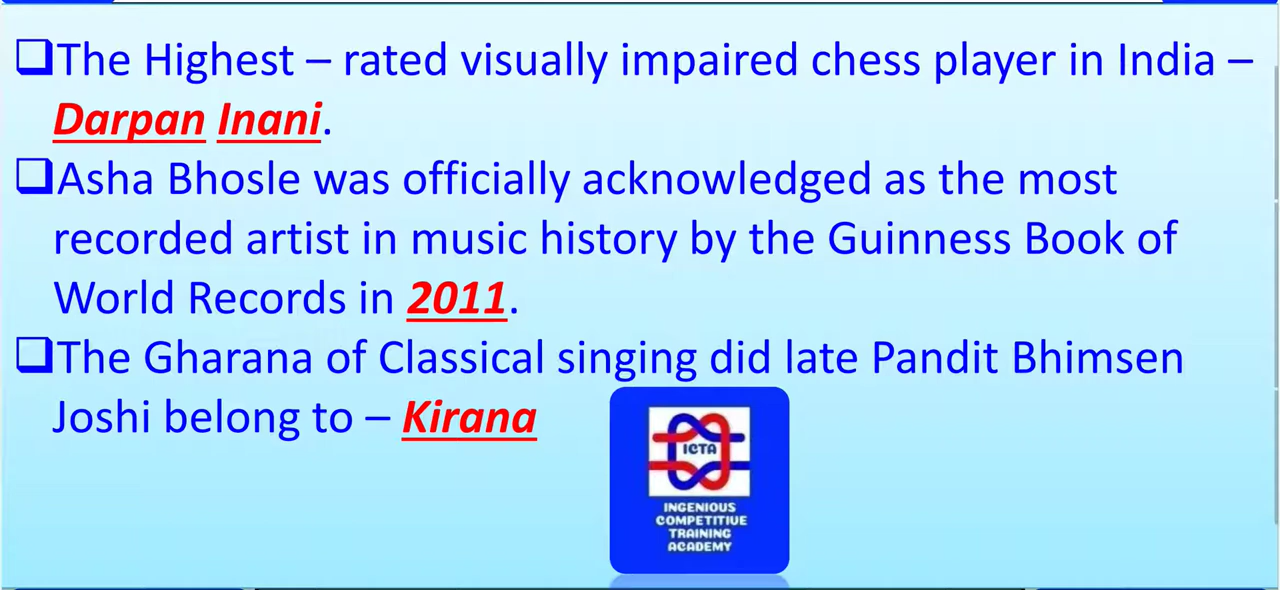 ❑The Highest – rated visually impaired chess player in India –
Darpan Inani.
❑Asha Bhosle was officially acknowledged as the most
recorded artist in music history by the Guinness Book of
World Records in 2011.
❑The Gharana of Classical singing did late Pandit Bhimsen
Joshi belong to – Kirana
ICTA
INGENIOUS
COMPETITIVE
TRAINING
ACADEMY